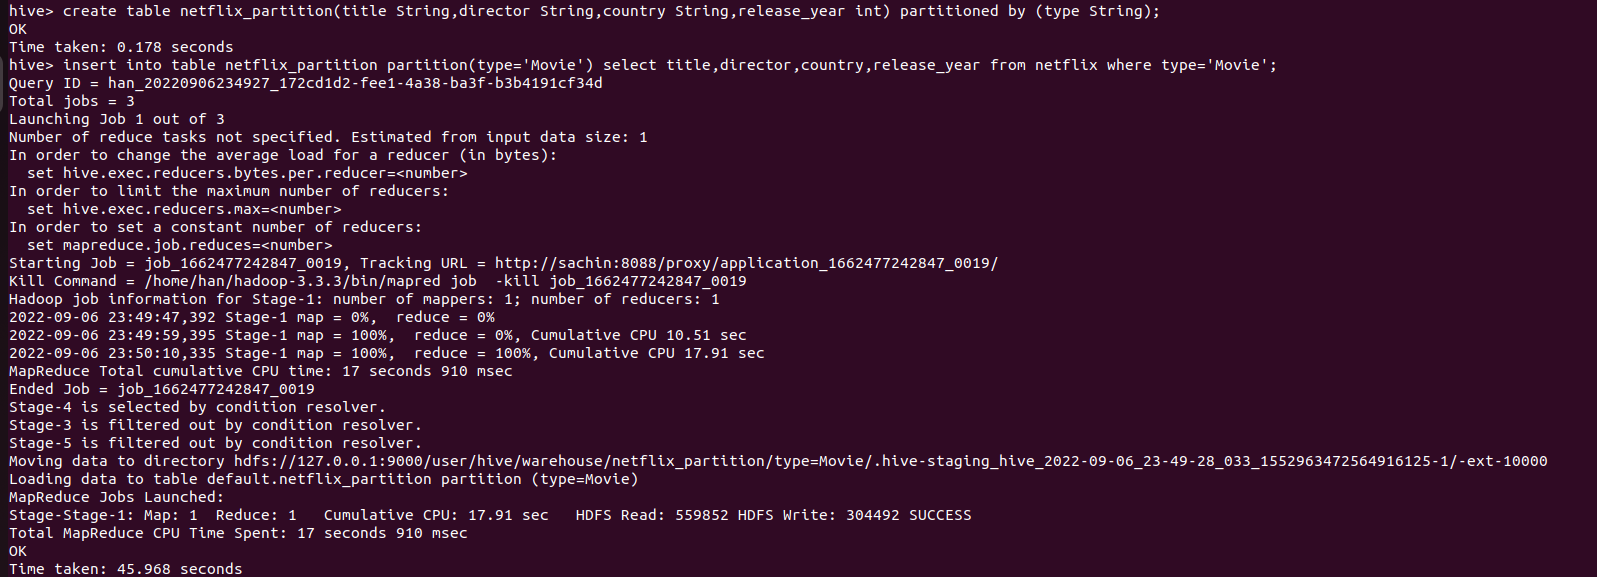 hive> create table netflix_partition(title String,director String,country String,release_year int) partitioned by (type String);
OK
Time taken: 0.178 seconds
hive> insert into table netflix_partition partition(type='Movie') select title,director,country,release_year from netflix where type='Movie';
Query ID = han_20220906234927_172cd1d2-fee1-4a38-ba3f-b3b4191cf34d
Total jobs = 3
Launching Job 1 out of 3
Number of reduce tasks not specified. Estimated from input data size: 1
In order to change the average load for a reducer (in bytes):
  set hive.exec.reducers.bytes.per.reducer=<number>
In order to limit the maximum number of reducers:
  set hive.exec.reducers.max=<number>
In order to set a constant number of reducers:
  set mapreduce.job.reduces=<number>
Starting Job = job_1662477242847_0019, Tracking URL = http://sachin:8088/proxy/application_1662477242847_0019/
Kill Command = /home/han/hadoop-3.3.3/bin/mapred job  -kill job_1662477242847_0019
Hadoop job information for Stage-1: number of mappers: 1; number of reducers: 1
2022-09-06 23:49:47,392 Stage-1 map = 0%,  reduce = 0%
2022-09-06 23:49:59,395 Stage-1 map = 100%,  reduce = 0%, Cumulative CPU 10.51 sec
2022-09-06 23:50:10,335 Stage-1 map = 100%,  reduce = 100%, Cumulative CPU 17.91 sec
MapReduce Total cumulative CPU time: 17 seconds 910 msec
Ended Job = job_1662477242847_0019
Stage-4 is selected by condition resolver.
Stage-3 is filtered out by condition resolver.
Stage-5 is filtered out by condition resolver.
Moving data to directory hdfs://127.0.0.1:9000/user/hive/warehouse/netflix_partition/type=Movie/.hive-staging_hive_2022-09-06_23-49-28_033_1552963472564916125-1/-ext-10000
Loading data to table default.netflix_partition partition (type=Movie)
MapReduce Jobs Launched:
Stage-Stage-1: Map: 1  Reduce: 1   Cumulative CPU: 17.91 sec   HDFS Read: 559852 HDFS Write: 304492 SUCCESS
Total MapReduce CPU Time Spent: 17 seconds 910 msec
OK
Time taken: 45.968 seconds